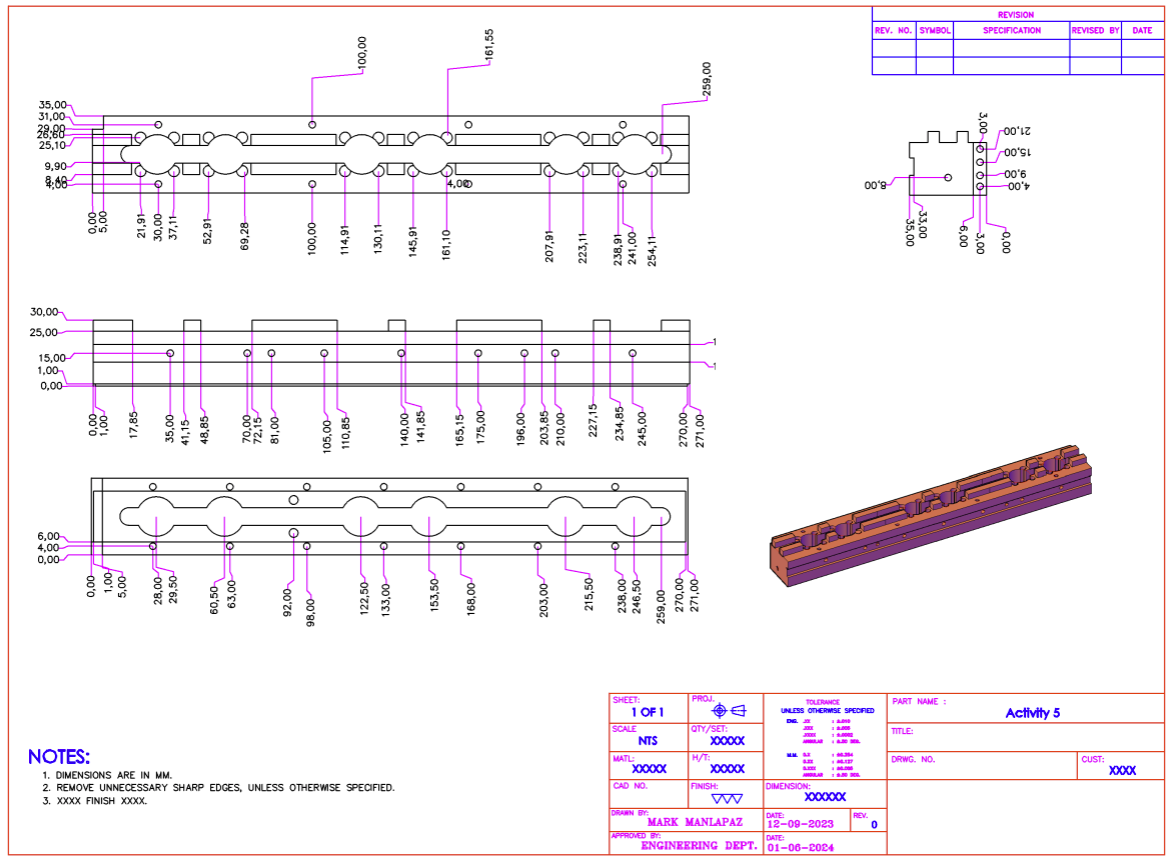 REVISION
REV. NO. SYMBOL SPECIFICATION REVISED BY DATE
100,00
161,55
259,00
35,00
31,00
29,00
26,60
25,10
9,90
8,40
4,00
4,00
0,00
5,00
21,91
30,00
37,11
52,91
69,28
100,00
114,91
130,11
145,91
161,10
207,91
223,11
238,91
241,00
254,11
3,00
21,00
15,00
9,00
4,00
8,00
35,00
33,00
6,00
3,00
0,00
30,00
25,00
15,00
1,00
0,00
1
1
0,00
1,00
17,85
35,00
41,15
48,85
70,00
72,15
81,00
105,00
110,85
140,00
141,85
165,15
175,00
196,00
203,85
210,00
227,15
234,85
245,00
270,00
271,00
6,00
4,00
0,00
0,00
1,00
5,00
28,00
29,50
60,50
63,00
92,00
98,00
122,50
133,00
153,50
168,00
203,00
215,50
238,00
246,50
259,00
270,00
271,00
NOTES:
1. DIMENSIONS ARE IN MM.
2. REMOVE UNNECESSARY SHARP EDGES, UNLESS OTHERWISE SPECIFIED.
3. XXXX FINISH XXXX.
SHEET:
1 OF 1
PROJ.
TOLERANCE
UNLESS OTHERWISE SPECIFIED
PART NAME :
Activity 5
SCALE
NTS
QTY/SET:
XXXXX
TITLE:
MATL:
XXXXX
H/T:
XXXXX
DRWG. NO.
CUST:
XXXX
CAD NO.
FINISH:
DIMENSION:
XXXXXX
DRAWN BY:
MARK MANLAPAZ
DATE:
12-09-2023
REV.
0
APPROVED BY:
ENGINEERING DEPT.
DATE:
01-06-2024